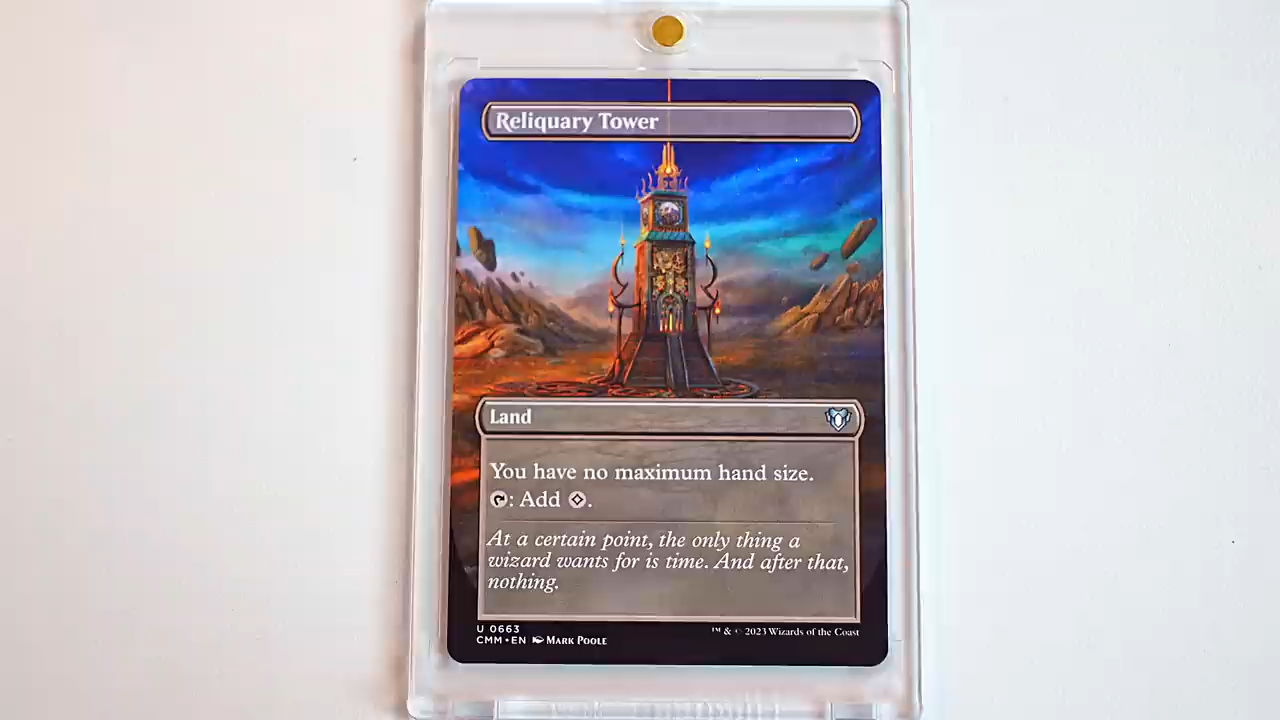 Reliquary Tower
Land
You have no maximum hand size.
: Add .
At a certain point, the only thing a
wizard wants for is time. And after that,
nothing.
U 0663
CMM • EN MARK POOLE
™ & © 2023 Wizards of the Coast